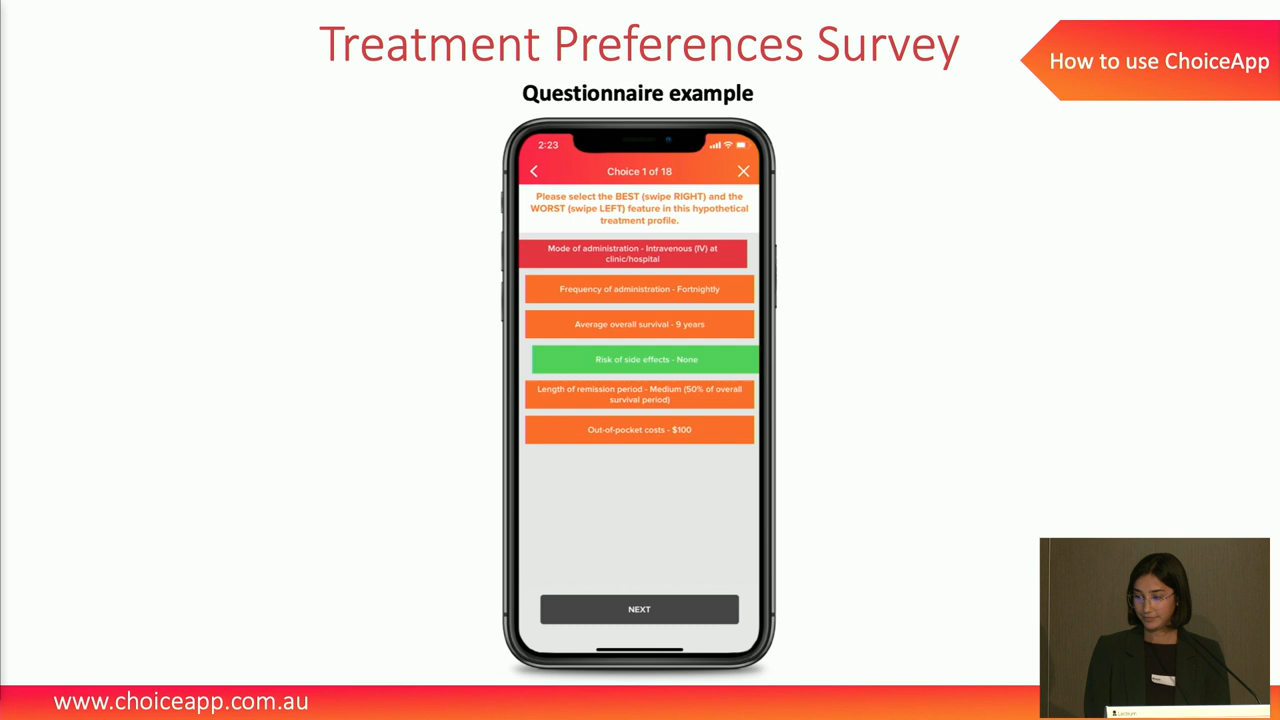 Treatment Preferences Survey
How to use ChoiceApp
Questionnaire example
2:23
Choice 1 of 18
Please select the BEST (swipe RIGHT) and the
WORST (swipe LEFT) feature in this hypothetical
treatment profile.
Mode of administration - Intravenous (IV) at
clinic/hospital
Frequency of administration - Fortnightly
Average overall survival - 9 years
Risk of side effects - None
Length of remission period - Medium (50% of overall
survival period)
Out-of-pocket costs - $100
NEXT
www.choiceapp.com.au